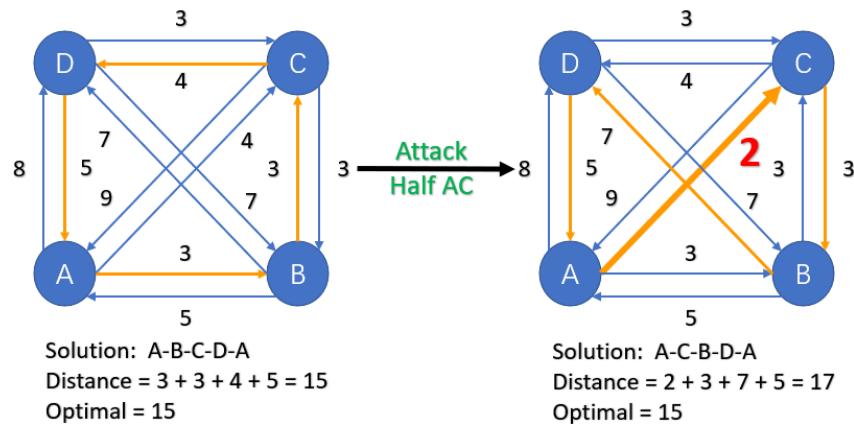 3
D
C
4
7
4
8
5
3
3
9
7
A
3
B
5
Solution: A-B-C-D-A
Distance = 3 + 3 + 4 + 5 = 15
Optimal = 15
Attack
Half AC
3
D
C
4
7
2
8
5
3
3
9
7
A
3
B
5
Solution: A-C-B-D-A
Distance = 2 + 3 + 7 + 5 = 17
Optimal = 15